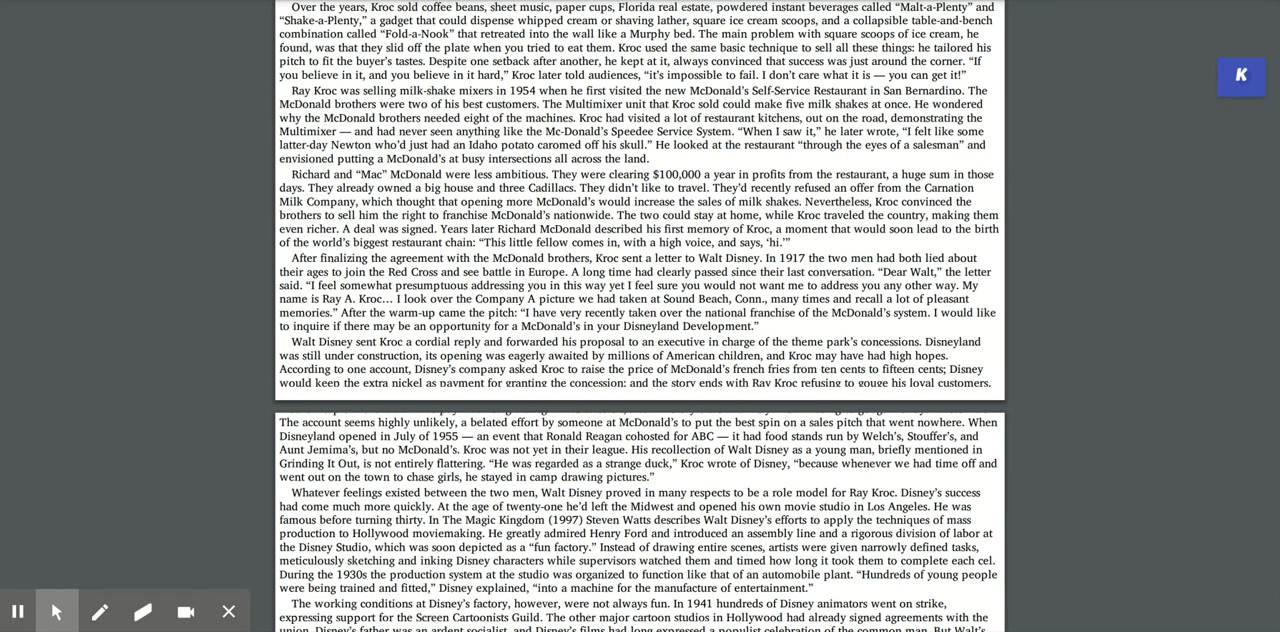 Over the years, Kroc sold coffee beans, sheet music, paper cups, Florida real estate, powdered instant beverages called “Malt-a-Plenty” and
“Shake-a-Plenty,” a gadget that could dispense whipped cream or shaving lather, square ice cream scoops, and a collapsible table-and-bench
combination called “Fold-a-Nook” that retreated into the wall like a Murphy bed. The main problem with square scoops of ice cream, he
found, was that they slid off the plate when you tried to eat them. Kroc used the same basic technique to sell all these things: he tailored his
pitch to fit the buyer’s tastes. Despite one setback after another, he kept at it, always convinced that success was just around the corner. “If
you believe in it, and you believe in it hard,” Kroc later told audiences, “it’s impossible to fail. I don’t care what it is — you can get it!”
Ray Kroc was selling milk-shake mixers in 1954 when he first visited the new McDonald’s Self-Service Restaurant in San Bernardino. The
McDonald brothers were two of his best customers. The Multimixer unit that Kroc sold could make five milk shakes at once. He wondered
why the McDonald brothers needed eight of the machines. Kroc had visited a lot of restaurant kitchens, out on the road, demonstrating the
Multimixer — and had never seen anything like the Mc-Donald’s Speedee Service System. “When I saw it,” he later wrote, “I felt like some
latter-day Newton who’d just had an Idaho potato caromed off his skull.” He looked at the restaurant “through the eyes of a salesman” and
envisioned putting a McDonald’s at busy intersections all across the land.
Richard and “Mac” McDonald were less ambitious. They were clearing $100,000 a year in profits from the restaurant, a huge sum in those
days. They already owned a big house and three Cadillacs. They didn’t like to travel. They’d recently refused an offer from the Carnation
Milk Company, which thought that opening more McDonald’s would increase the sales of milk shakes. Nevertheless, Kroc convinced the
brothers to sell him the right to franchise McDonald’s nationwide. The two could stay at home, while Kroc traveled the country, making them
even richer. A deal was signed. Years later Richard McDonald described his first memory of Kroc, a moment that would soon lead to the birth
of the world’s biggest restaurant chain: “This little fellow comes in, with a high voice, and says, ‘hi.’”
After finalizing the agreement with the McDonald brothers, Kroc sent a letter to Walt Disney. In 1917 the two men had both lied about
their ages to join the Red Cross and see battle in Europe. A long time had clearly passed since their last conversation. “Dear Walt,” the letter
said. “I feel somewhat presumptuous addressing you in this way yet I feel sure you would not want me to address you any other way. My
name is Ray A. Kroc… I look over the Company A picture we had taken at Sound Beach, Conn., many times and recall a lot of pleasant
memories.” After the warm-up came the pitch: “I have very recently taken over the national franchise of the McDonald’s system. I would like
to inquire if there may be an opportunity for a McDonald’s in your Disneyland Development.”
Walt Disney sent Kroc a cordial reply and forwarded his proposal to an executive in charge of the theme park’s concessions. Disneyland
was still under construction, its opening was eagerly awaited by millions of American children, and Kroc may have had high hopes.
According to one account, Disney’s company asked Kroc to raise the price of McDonald’s french fries from ten cents to fifteen cents; Disney
would keep the extra nickel as payment for granting the concession; and the story ends with Ray Kroc refusing to gouge his loyal customers.
The account seems highly unlikely, a belated effort by someone at McDonald’s to put the best spin on a sales pitch that went nowhere. When
Disneyland opened in July of 1955 — an event that Ronald Reagan cohosted for ABC — it had food stands run by Welch’s, Stouffer’s, and
Aunt Jemima’s, but no McDonald’s. Kroc was not yet in their league. His recollection of Walt Disney as a young man, briefly mentioned in
Grinding It Out, is not entirely flattering. “He was regarded as a strange duck,” Kroc wrote of Disney, “because whenever we had time off and
went out on the town to chase girls, he stayed in camp drawing pictures.”
Whatever feelings existed between the two men, Walt Disney proved in many respects to be a role model for Ray Kroc. Disney’s success
had come much more quickly. At the age of twenty-one he’d left the Midwest and opened his own movie studio in Los Angeles. He was
famous before turning thirty. In The Magic Kingdom (1997) Steven Watts describes Walt Disney’s efforts to apply the techniques of mass
production to Hollywood moviemaking. He greatly admired Henry Ford and introduced an assembly line and a rigorous division of labor at
the Disney Studio, which was soon depicted as a “fun factory.” Instead of drawing entire scenes, artists were given narrowly defined tasks,
meticulously sketching and inking Disney characters while supervisors watched them and timed how long it took them to complete each cel.
During the 1930s the production system at the studio was organized to function like that of an automobile plant. “Hundreds of young people
were being trained and fitted,” Disney explained, “into a machine for the manufacture of entertainment.”
The working conditions at Disney’s factory, however, were not always fun. In 1941 hundreds of Disney animators went on strike,
expressing support for the Screen Cartoonists Guild. The other major cartoon studios in Hollywood had already signed agreements with the
union. Disney’s father was an ardent socialist, and Disney’s films had long expressed a populist celebration of the common man. But Walt’s
K